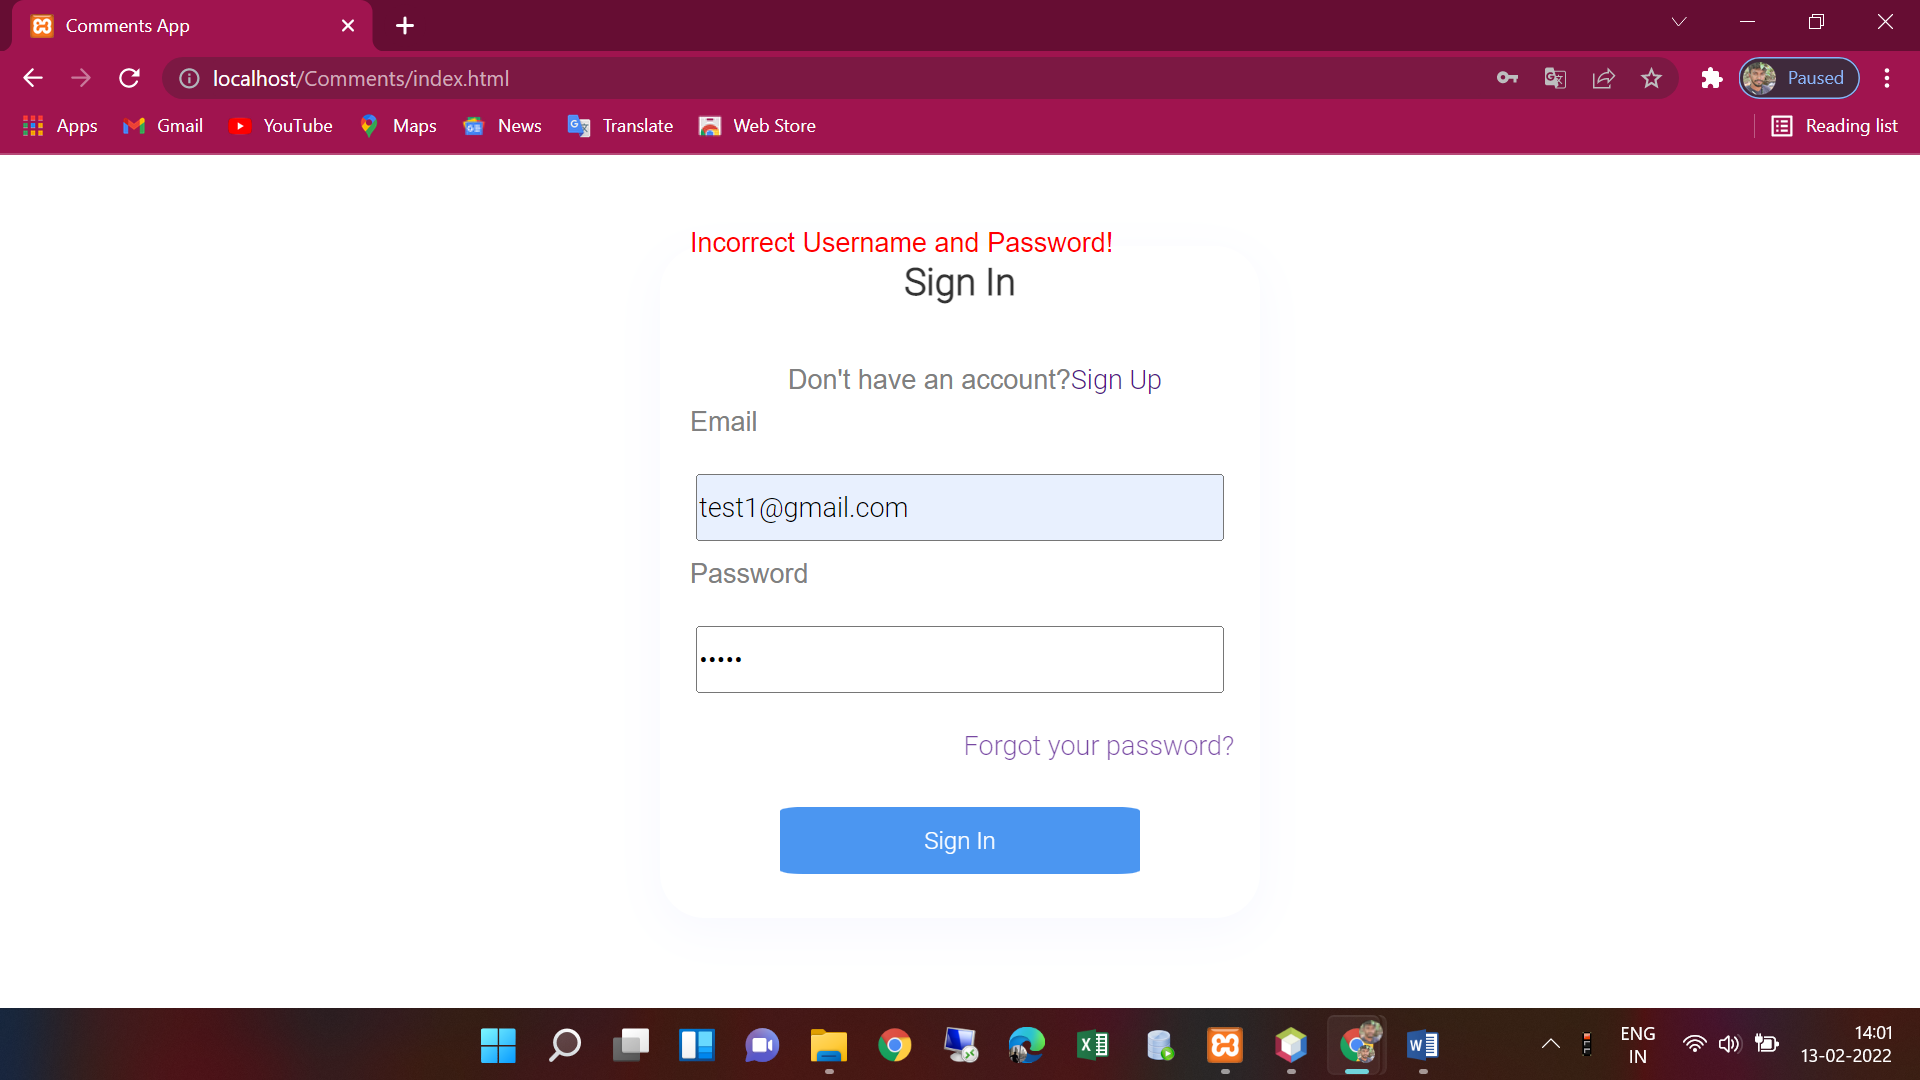 Comments App
localhost/Comments/index.html
Paused
Apps Gmail YouTube Maps News Translate Web Store Reading list
Incorrect Username and Password!
Sign In
Don't have an account?Sign Up
Email
test1@gmail.com
Password
•••••
Forgot your password?
Sign In
ENG
IN
14:01
13-02-2022